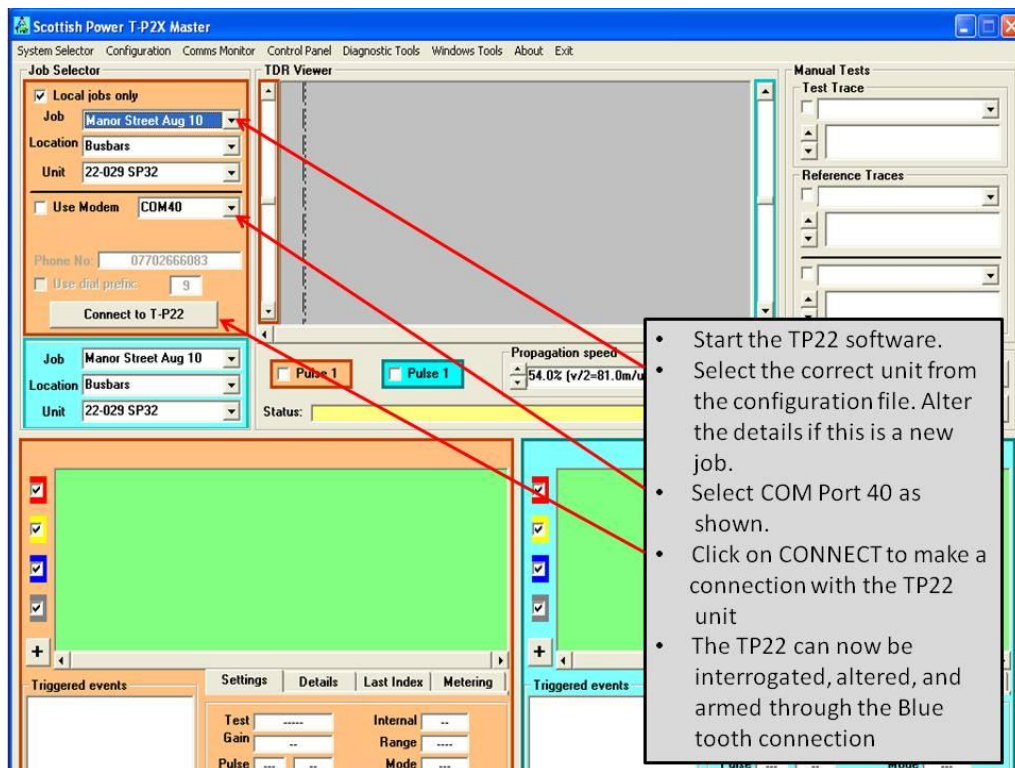 Scottish Power T-P2X Master
System Selector Configuration Comms Monitor Control Panel Diagnostic Tools Windows Tools About Exit
Job Selector
Local jobs only
Job Manor Street Aug 10
Location Busbars
Unit 22-029 SP32
Use Modem COM40
Phone No: 07702666083
Use dial prefix: 9
Connect to T-P22
Job Manor Street Aug 10
Location Busbars
Unit 22-029 SP32
TDR Viewer
Pulse 1
Pulse 1
Propagation speed
54.0% (v/2=81.0m/u
Status:
Manual Tests
Test Trace
Reference Traces
• Start the TP22 software.
• Select the correct unit from
the configuration file. Alter
the details if this is a new
job.
• Select COM Port 40 as
shown.
• Click on CONNECT to make a
connection with the TP22
unit
• The TP22 can now be
interrogated, altered, and
armed through the Blue
tooth connection
+
Triggered events
Settings Details Last Index Metering
Test -----
Gain --
Pulse --- --
Internal --
Range ----
Mode ---
+
Triggered events
Pulse --- -- Mode ---